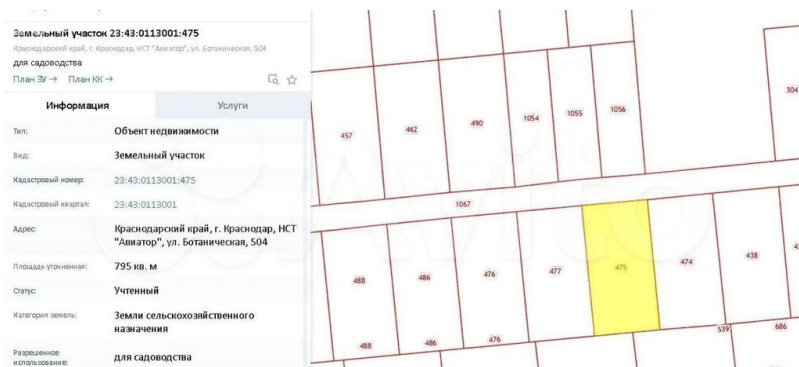 Земельный участок 23:43:0113001:475
Краснодарский край, г. Краснодар, НСТ "Авиатор", ул. Ботаническая, 504
для садоводства
План ЗУ → План КК →
Информация
Услуги
Тип: Объект недвижимости
Вид: Земельный участок
Кадастровый номер: 23:43:0113001:475
Кадастровый квартал: 23:43:0113001
Адрес: Краснодарский край, г. Краснодар, НСТ
"Авиатор", ул. Ботаническая, 504
Площадь уточненная: 795 кв. м
Статус: Учтенный
Категория земель: Земли сельскохозяйственного
назначения
Разрешенное
использование: для садоводства
457
462
490
1054
1055
1056
304
1067
488
486
476
477
475
474
438
488
486
476
539
686
Avito